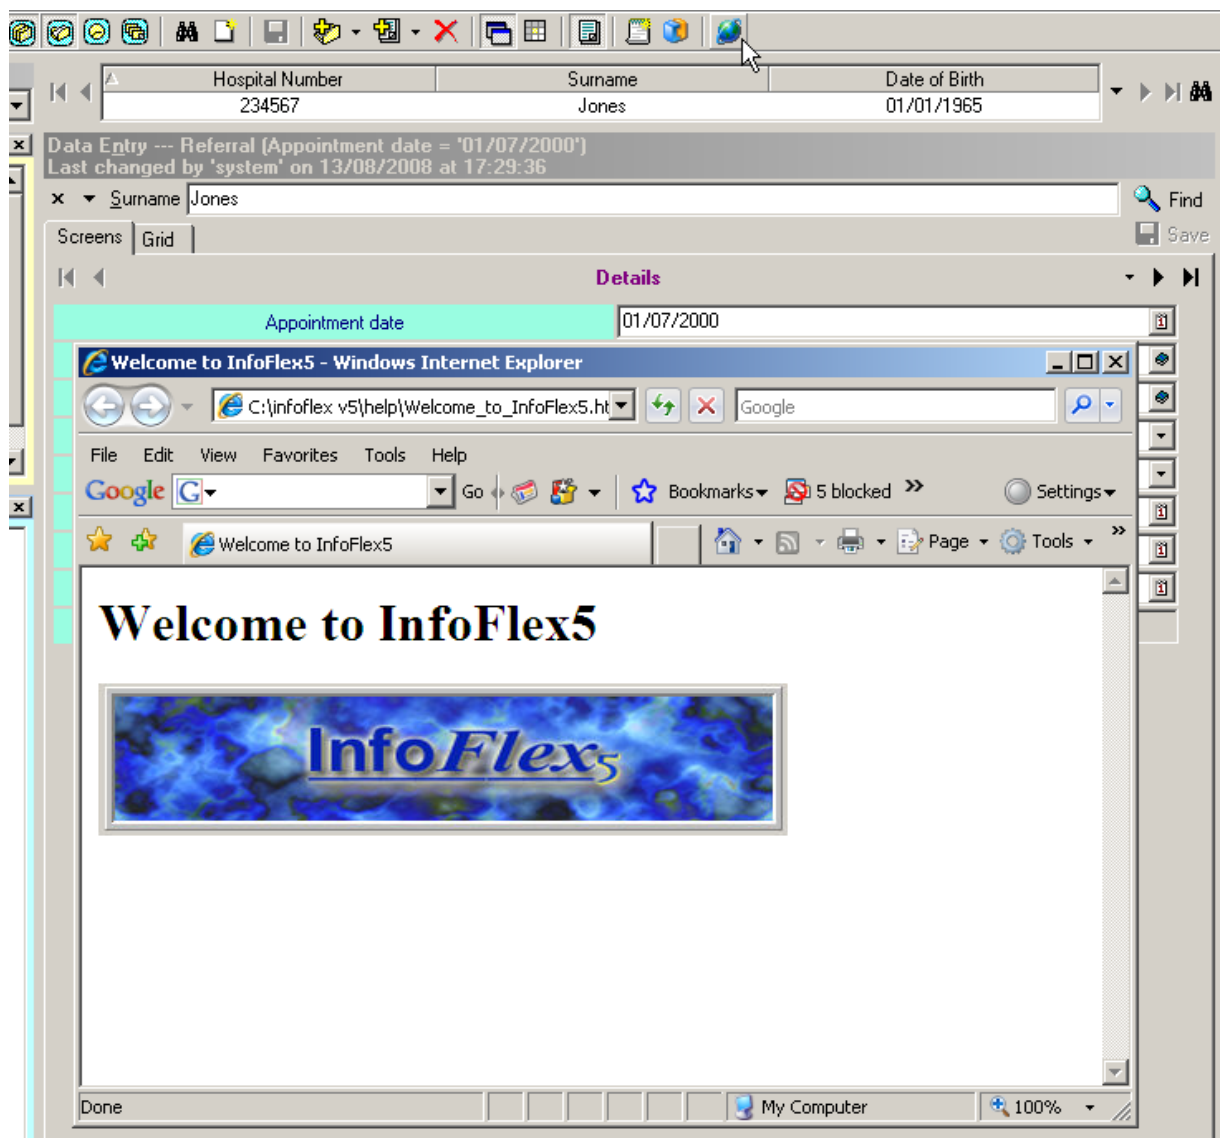 Hospital Number Surname Date of Birth
234567 Jones 01/01/1965
Data Entry --- Referral (Appointment date = '01/07/2000')
Last changed by 'system' on 13/08/2008 at 17:29:36
Surname Jones Find
Screens Grid Save
Details
Appointment date 01/07/2000
Welcome to InfoFlex5 - Windows Internet Explorer
C:\infoflex v5\help\Welcome_to_InfoFlex5.ht Google
File Edit View Favorites Tools Help
Google G Go Bookmarks 5 blocked Settings
Welcome to InfoFlex5 Page Tools
Welcome to InfoFlex5
InfoFlex5
Done My Computer 100%